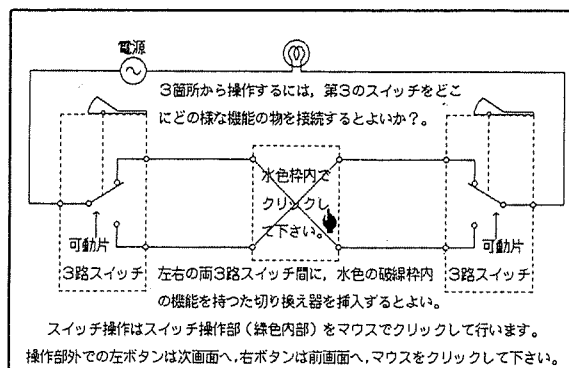 電源
3箇所から操作するには，第3のスイッチをどこ
にどの様な機能の物を接続するとよいか？。
水色枠内で
クリックし
て下さい。
可動片
3路スイッチ
可動片
3路スイッチ
左右の両3路スイッチ間に，水色の破線枠内
の機能を持つた切り換え器を挿入するとよい。
スイッチ操作はスイッチ操作部（緑色内部）をマウスでクリックして行います。
操作部外での左ボタンは次画面へ，右ボタンは前画面へ，マウスをクリックして下さい。